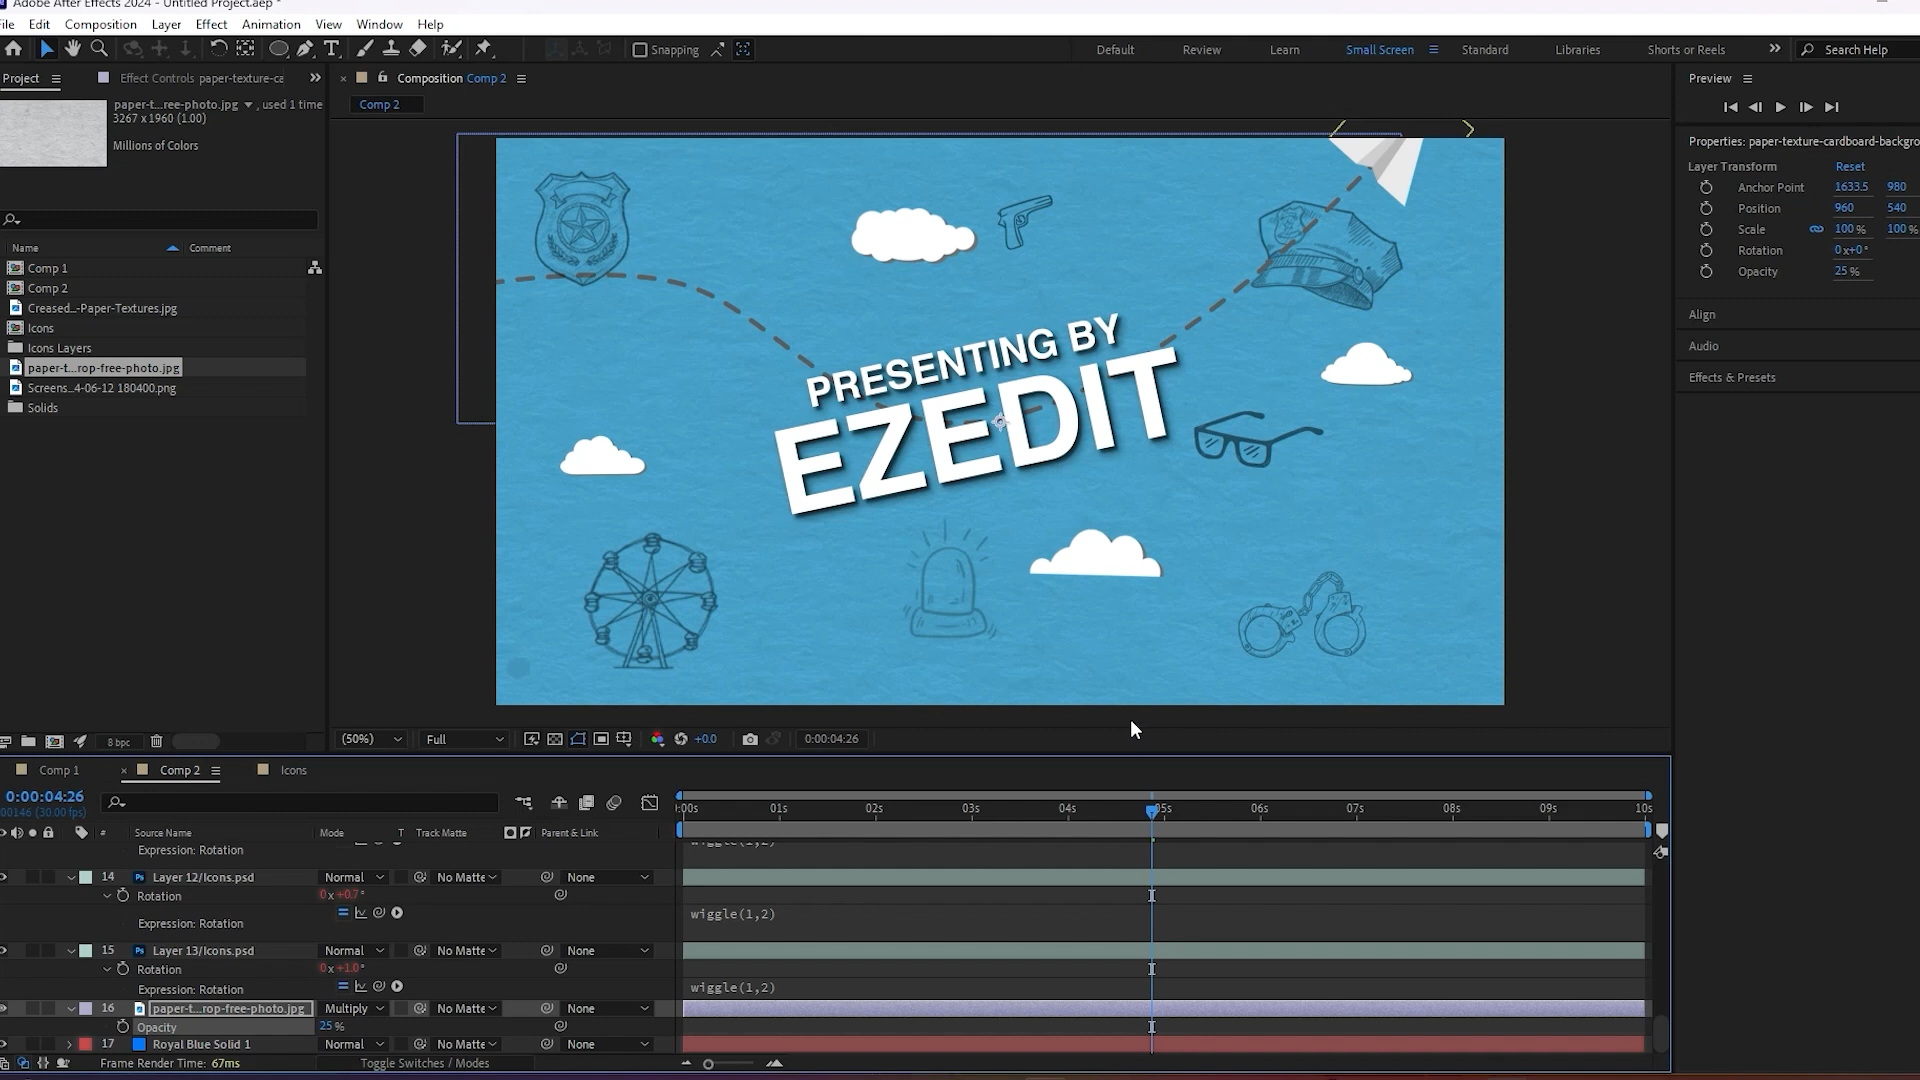 Adobe After Effects 2024 - Untitled Project.aep *
File Edit Composition Layer Effect Animation View Window Help
Snapping
Default Review Learn Small Screen Standard Libraries Shorts or Reels Search Help
Project Effect Controls paper-texture-ca
Composition Comp 2
Comp 2
paper-t...ree-photo.jpg , used 1 time
3267 x 1960 (1.00)
Millions of Colors
Name Comment
Comp 1
Comp 2
Creased_-Paper-Textures.jpg
Icons
Icons Layers
paper-t...rop-free-photo.jpg
Screens_4-06-12 180400.png
Solids
8 bpc
PRESENTING BY
EZEDIT
(50%) Full +0.0 0:00:04:26
Preview
Properties: paper-texture-cardboard-backgro
Layer Transform Reset
Anchor Point 1633.5 980
Position 960 540
Scale 100 % 100 %
Rotation 0x+0°
Opacity 25 %
Align
Audio
Effects & Presets
Comp 1 Comp 2 Icons
0:00:04:26
00146 (30.00 fps)
:00s 01s 02s 03s 04s 05s 06s 07s 08s 09s 10s
# Source Name Mode T Track Matte Parent & Link
Expression: Rotation wiggle(1,2)
14 Layer 12/Icons.psd Normal No Matte None
Rotation 0x+0.7°
Expression: Rotation wiggle(1,2)
15 Layer 13/Icons.psd Normal No Matte None
Rotation 0x+1.0°
Expression: Rotation wiggle(1,2)
16 paper-t...rop-free-photo.jpg Multiply No Matte None
Opacity 25 %
17 Royal Blue Solid 1 Normal No Matte None
Frame Render Time: 67ms Toggle Switches / Modes